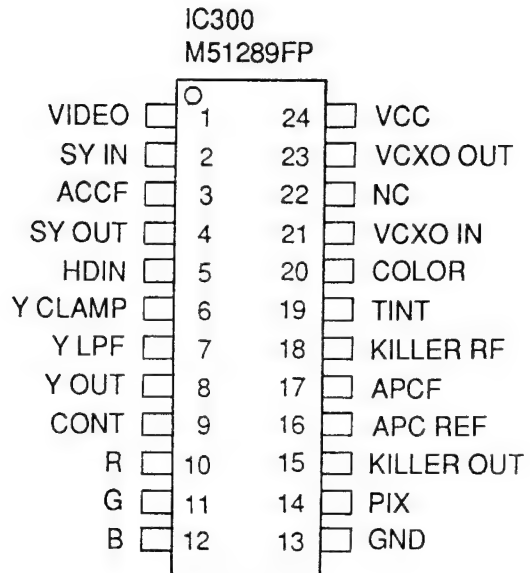 IC300
M51289FP
VIDEO 1 24 VCC
SY IN 2 23 VCXO OUT
ACCF 3 22 NC
SY OUT 4 21 VCXO IN
HDIN 5 20 COLOR
Y CLAMP 6 19 TINT
Y LPF 7 18 KILLER RF
Y OUT 8 17 APCF
CONT 9 16 APC REF
R 10 15 KILLER OUT
G 11 14 PIX
B 12 13 GND